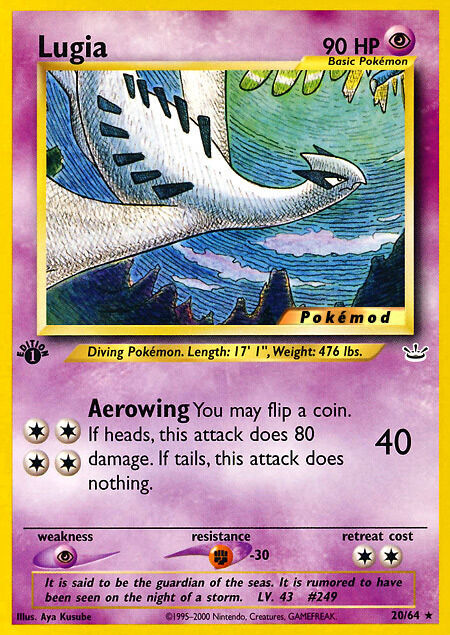 Lugia
90 HP
Basic Pokémon
Pokémod
EDITION
1
Diving Pokémon. Length: 17' 1", Weight: 476 lbs.
Aerowing You may flip a coin.
If heads, this attack does 80
damage. If tails, this attack does
nothing.
40
weakness
resistance
-30
retreat cost
It is said to be the guardian of the seas. It is rumored to have
been seen on the night of a storm. LV. 43 #249
Illus. Aya Kusube
©1995-2000 Nintendo, Creatures, GAMEFREAK.
20/64 ★